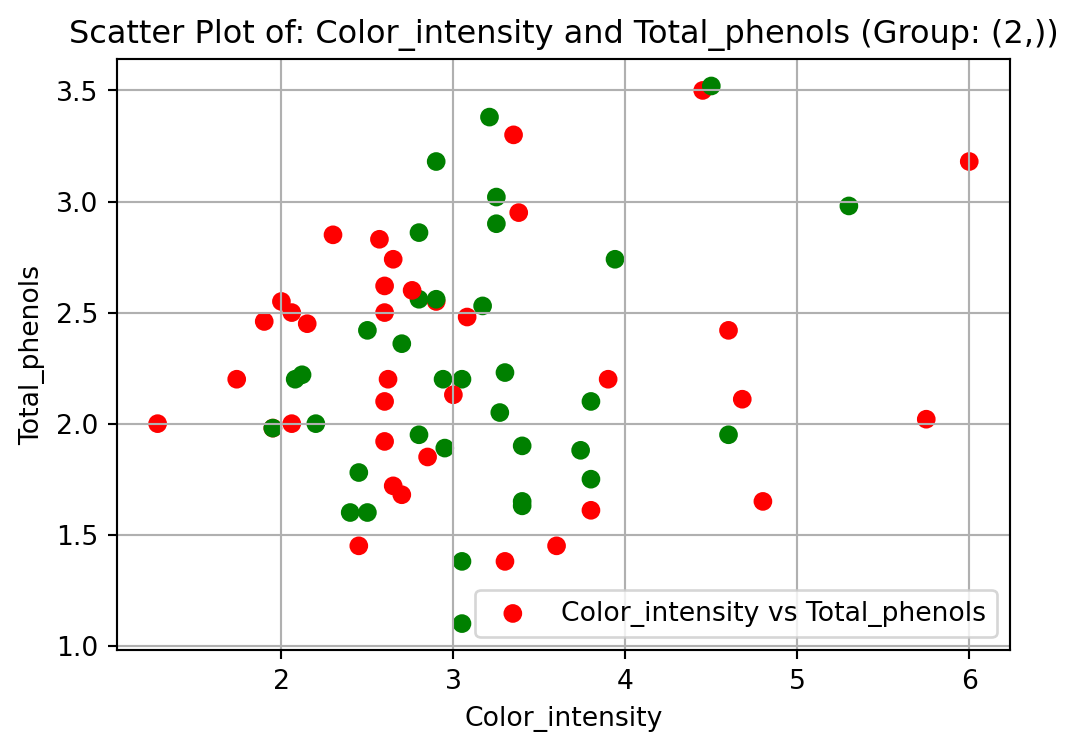 Scatter Plot of: Color_intensity and Total_phenols (Group: (2,))
3.5
3.0
2.5
2.0
1.5
1.0
Total_phenols
Color_intensity vs Total_phenols
2 3 4 5 6
Color_intensity